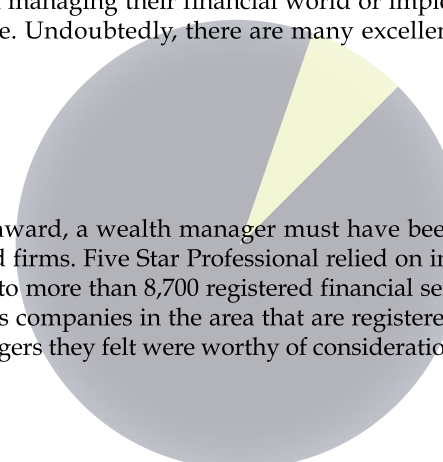 managing their financial world or imple
e. Undoubtedly, there are many excellen
award, a wealth manager must have bee
d firms. Five Star Professional relied on in
to more than 8,700 registered financial se
s companies in the area that are registere
gers they felt were worthy of consideratio